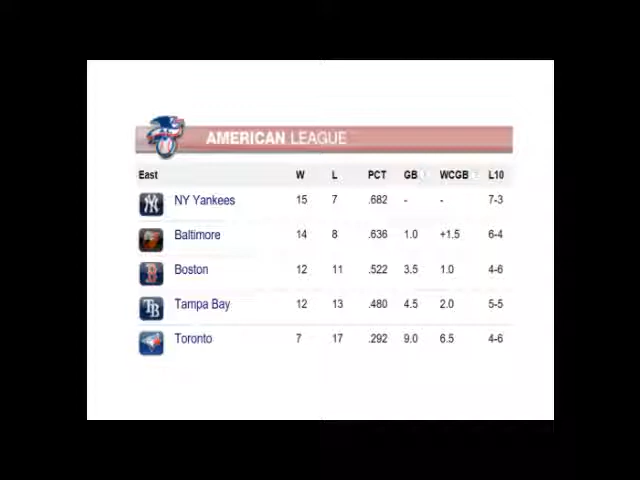 AMERICAN LEAGUE
East W L PCT GB WCGB L10
NY Yankees 15 7 .682 - - 7-3
Baltimore 14 8 .636 1.0 +1.5 6-4
Boston 12 11 .522 3.5 1.0 4-6
Tampa Bay 12 13 .480 4.5 2.0 5-5
Toronto 7 17 .292 9.0 6.5 4-6